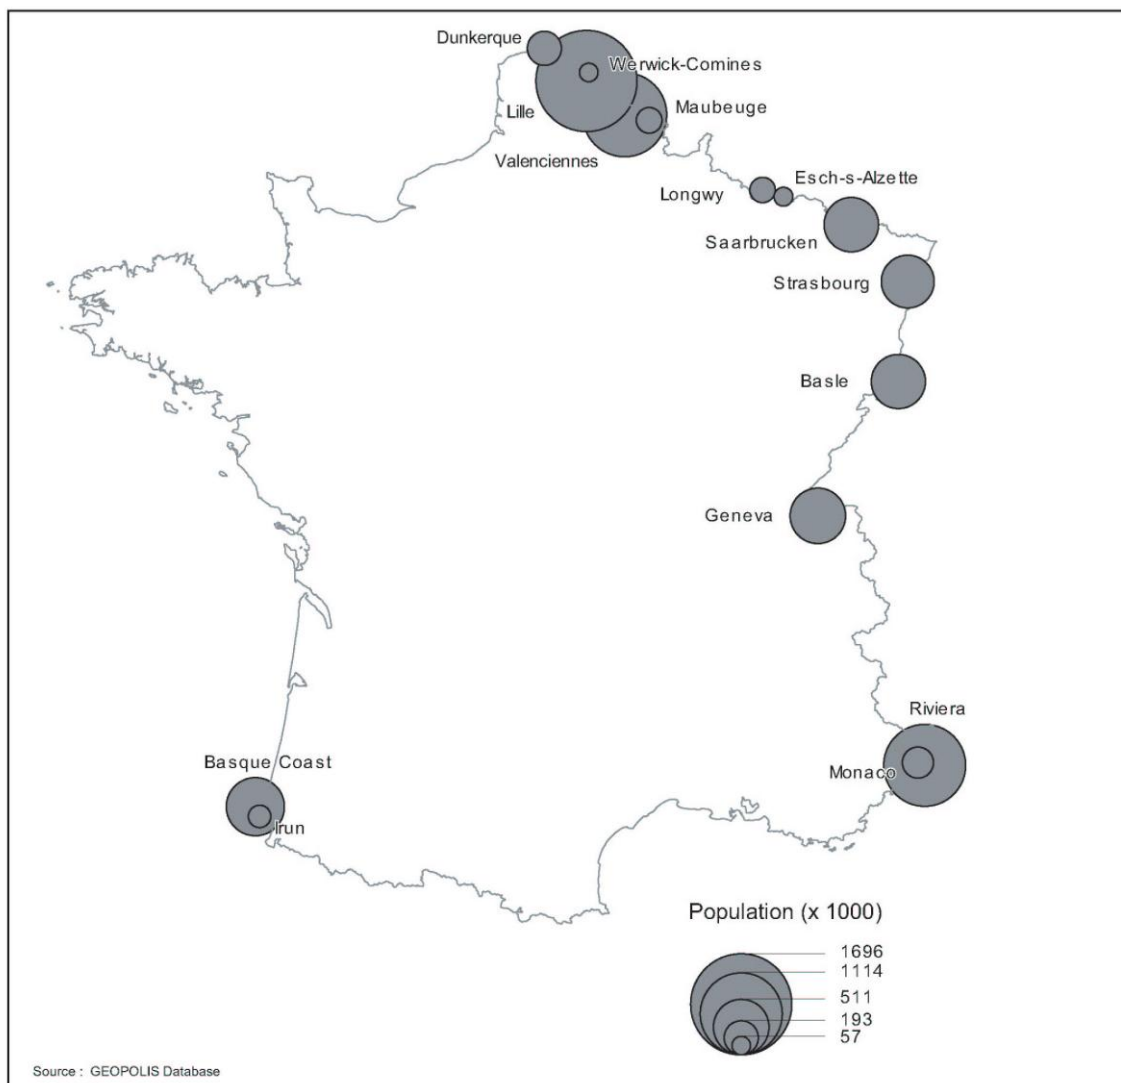 Dunkerque
Werwick-Comines
Lille
Maubeuge
Valenciennes
Esch-s-Alzette
Longwy
Saarbrucken
Strasbourg
Basle
Geneva
Riviera
Basque Coast
Monaco
Irun
Population (x 1000)
1696
1114
511
193
57
Source : GEOPOLIS Database